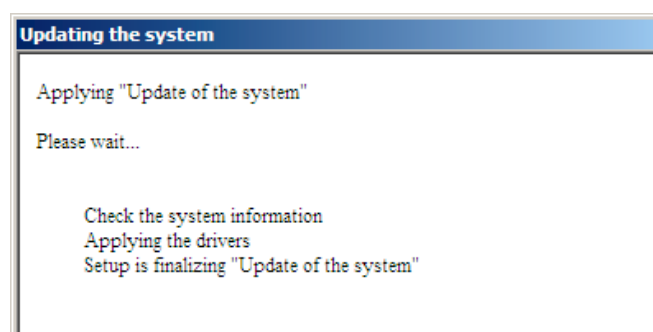 Updating the system
Applying "Update of the system"
Please wait...
Check the system information
Applying the drivers
Setup is finalizing "Update of the system"